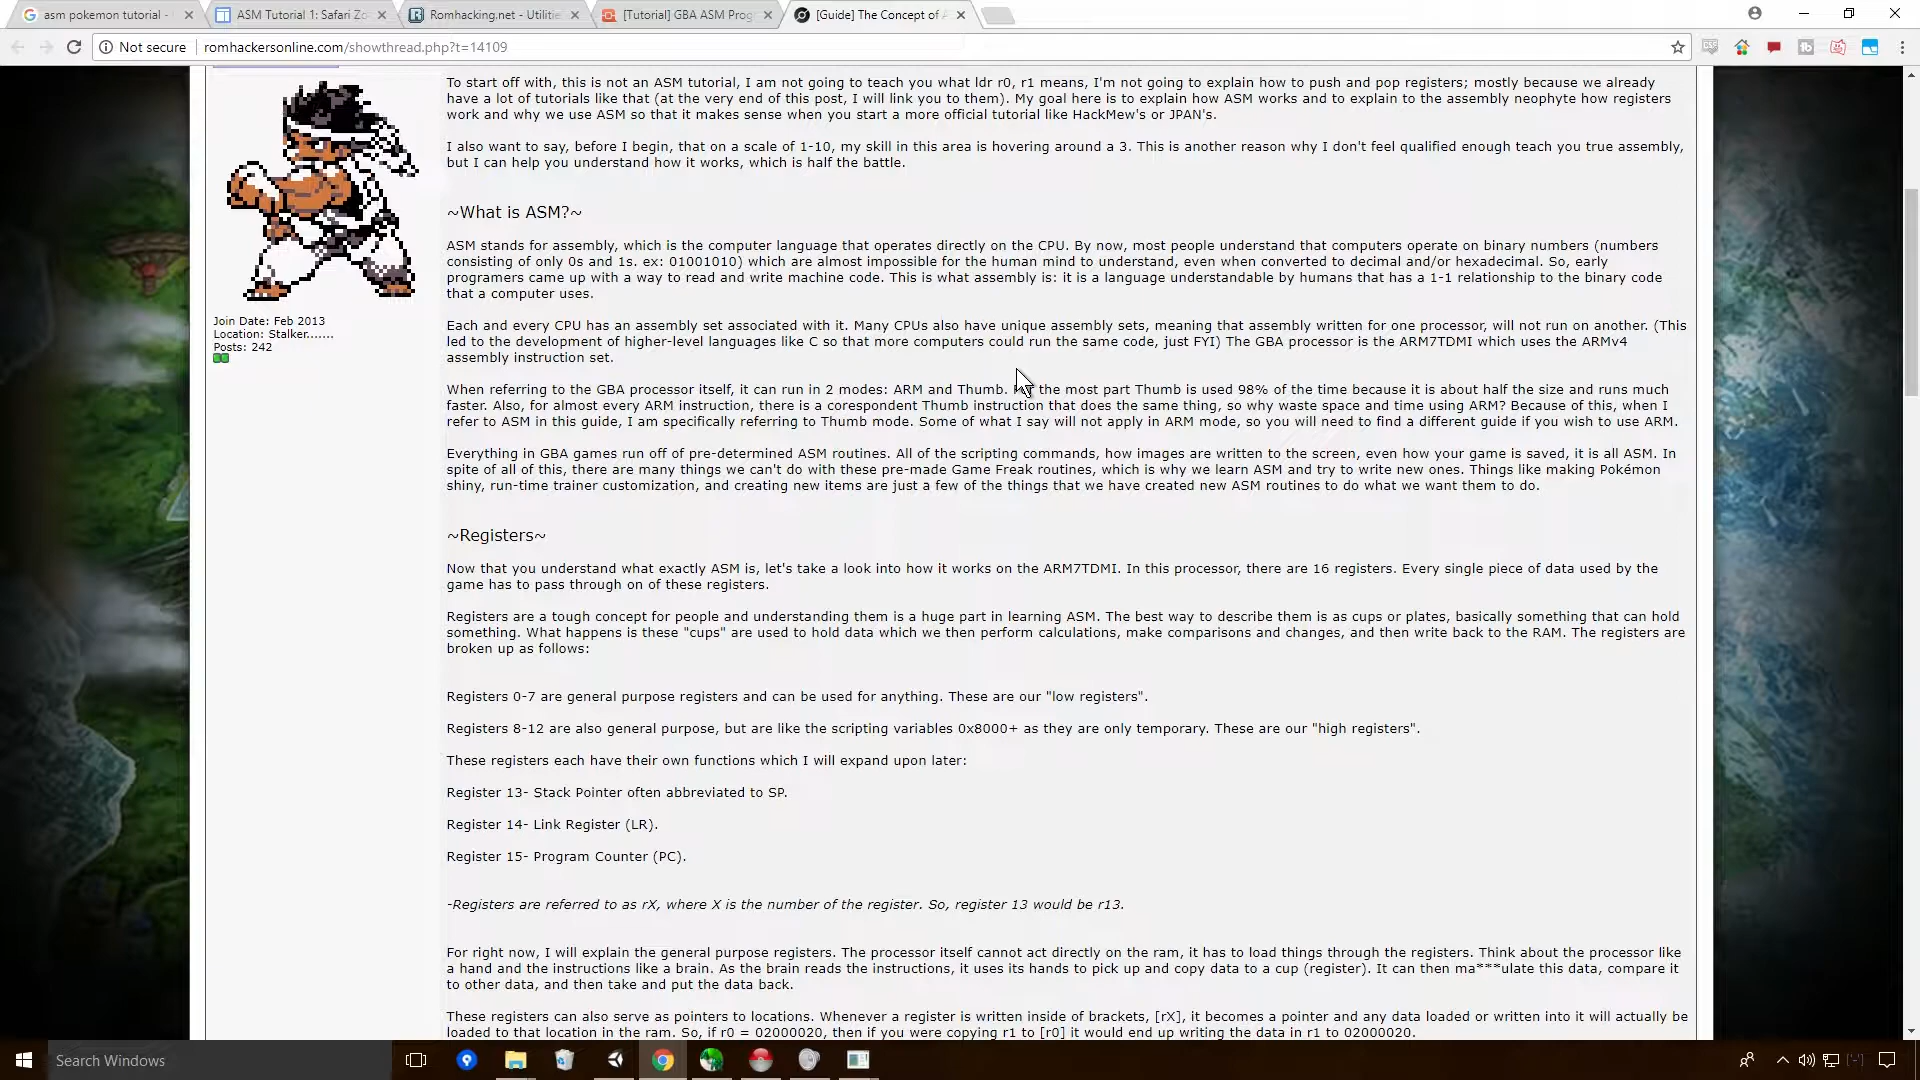 asm pokemon tutorial -
ASM Tutorial 1: Safari Zo
Romhacking.net - Utilitie
[Tutorial] GBA ASM Prog
[Guide] The Concept of A
Not secure
romhackersonline.com/showthread.php?t=14109
To start off with, this is not an ASM tutorial, I am not going to teach you what ldr r0, r1 means, I'm not going to explain how to push and pop registers; mostly because we already
have a lot of tutorials like that (at the very end of this post, I will link you to them). My goal here is to explain how ASM works and to explain to the assembly neophyte how registers
work and why we use ASM so that it makes sense when you start a more official tutorial like HackMew's or JPAN's.
I also want to say, before I begin, that on a scale of 1-10, my skill in this area is hovering around a 3. This is another reason why I don't feel qualified enough teach you true assembly,
but I can help you understand how it works, which is half the battle.
~What is ASM?~
ASM stands for assembly, which is the computer language that operates directly on the CPU. By now, most people understand that computers operate on binary numbers (numbers
consisting of only 0s and 1s. ex: 01001010) which are almost impossible for the human mind to understand, even when converted to decimal and/or hexadecimal. So, early
programers came up with a way to read and write machine code. This is what assembly is: it is a language understandable by humans that has a 1-1 relationship to the binary code
that a computer uses.
Join Date: Feb 2013
Location: Stalker.......
Posts: 242
Each and every CPU has an assembly set associated with it. Many CPUs also have unique assembly sets, meaning that assembly written for one processor, will not run on another. (This
led to the development of higher-level languages like C so that more computers could run the same code, just FYI) The GBA processor is the ARM7TDMI which uses the ARMv4
assembly instruction set.
When referring to the GBA processor itself, it can run in 2 modes: ARM and Thumb. the most part Thumb is used 98% of the time because it is about half the size and runs much
faster. Also, for almost every ARM instruction, there is a corespondent Thumb instruction that does the same thing, so why waste space and time using ARM? Because of this, when I
refer to ASM in this guide, I am specifically referring to Thumb mode. Some of what I say will not apply in ARM mode, so you will need to find a different guide if you wish to use ARM.
Everything in GBA games run off of pre-determined ASM routines. All of the scripting commands, how images are written to the screen, even how your game is saved, it is all ASM. In
spite of all of this, there are many things we can't do with these pre-made Game Freak routines, which is why we learn ASM and try to write new ones. Things like making Pokémon
shiny, run-time trainer customization, and creating new items are just a few of the things that we have created new ASM routines to do what we want them to do.
~Registers~
Now that you understand what exactly ASM is, let's take a look into how it works on the ARM7TDMI. In this processor, there are 16 registers. Every single piece of data used by the
game has to pass through on of these registers.
Registers are a tough concept for people and understanding them is a huge part in learning ASM. The best way to describe them is as cups or plates, basically something that can hold
something. What happens is these "cups" are used to hold data which we then perform calculations, make comparisons and changes, and then write back to the RAM. The registers are
broken up as follows:
Registers 0-7 are general purpose registers and can be used for anything. These are our "low registers".
Registers 8-12 are also general purpose, but are like the scripting variables 0x8000+ as they are only temporary. These are our "high registers".
These registers each have their own functions which I will expand upon later:
Register 13- Stack Pointer often abbreviated to SP.
Register 14- Link Register (LR).
Register 15- Program Counter (PC).
-Registers are referred to as rX, where X is the number of the register. So, register 13 would be r13.
For right now, I will explain the general purpose registers. The processor itself cannot act directly on the ram, it has to load things through the registers. Think about the processor like
a hand and the instructions like a brain. As the brain reads the instructions, it uses its hands to pick up and copy data to a cup (register). It can then ma***ulate this data, compare it
to other data, and then take and put the data back.
These registers can also serve as pointers to locations. Whenever a register is written inside of brackets, [rX], it becomes a pointer and any data loaded or written into it will actually be
loaded to that location in the ram. So, if r0 = 02000020, then if you were copying r1 to [r0] it would end up writing the data in r1 to 02000020.
Search Windows